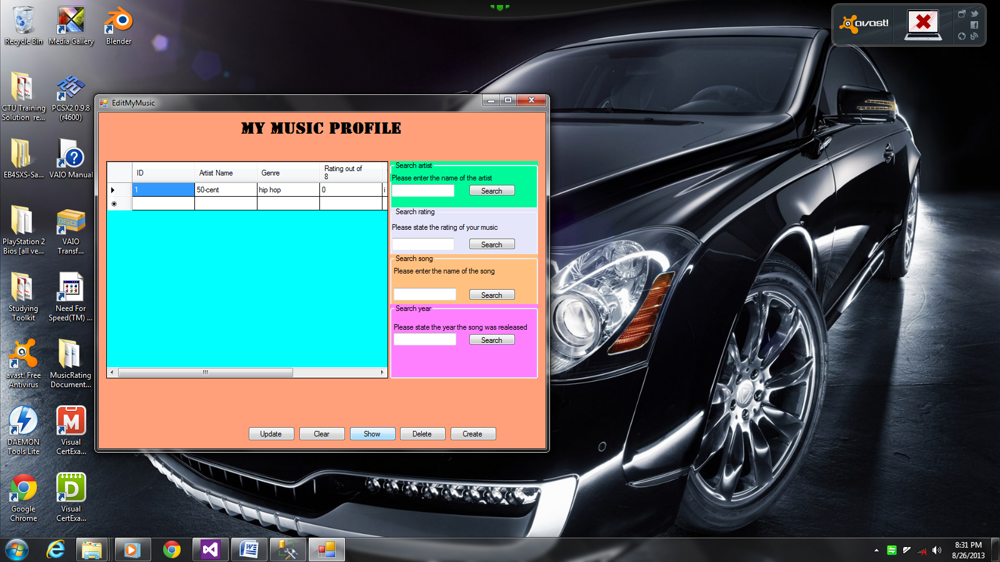 Recycle Bin
Media Gallery
Blender
CTU Training
Solution re...
PCSX2 0.9.8
(r4600)
EB4SXS-Sa...
VAIO Manual
PlayStation 2
Bios [all ve...
VAIO
Transf...
Studying
Toolkit
Need For
Speed(TM) ...
avast! Free
Antivirus
MusicRating
Document...
DAEMON
Tools Lite
Visual
CertExa...
Google
Chrome
Visual
CertExa...
avast!
EditMyMusic
MY MUSIC PROFILE
ID
Artist Name
Genre
Rating out of
8
1
50-cent
hip hop
0
i
Search artist
Please enter the name of the artist
Search
Search rating
Please state the rating of your music
Search
Search song
Please enter the name of the song
Search
Search year
Please state the year the song was realeased
Search
Update
Clear
Show
Delete
Create
8:31 PM
8/26/2013